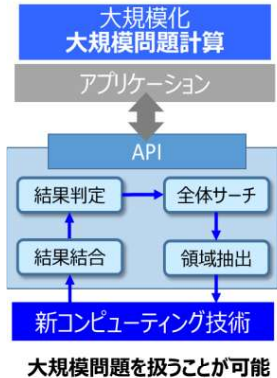 大規模化
大規模問題計算
アプリケーション
API
結果判定
全体サーチ
結果結合
領域抽出
新コンピューティング技術
大規模問題を扱うことが可能